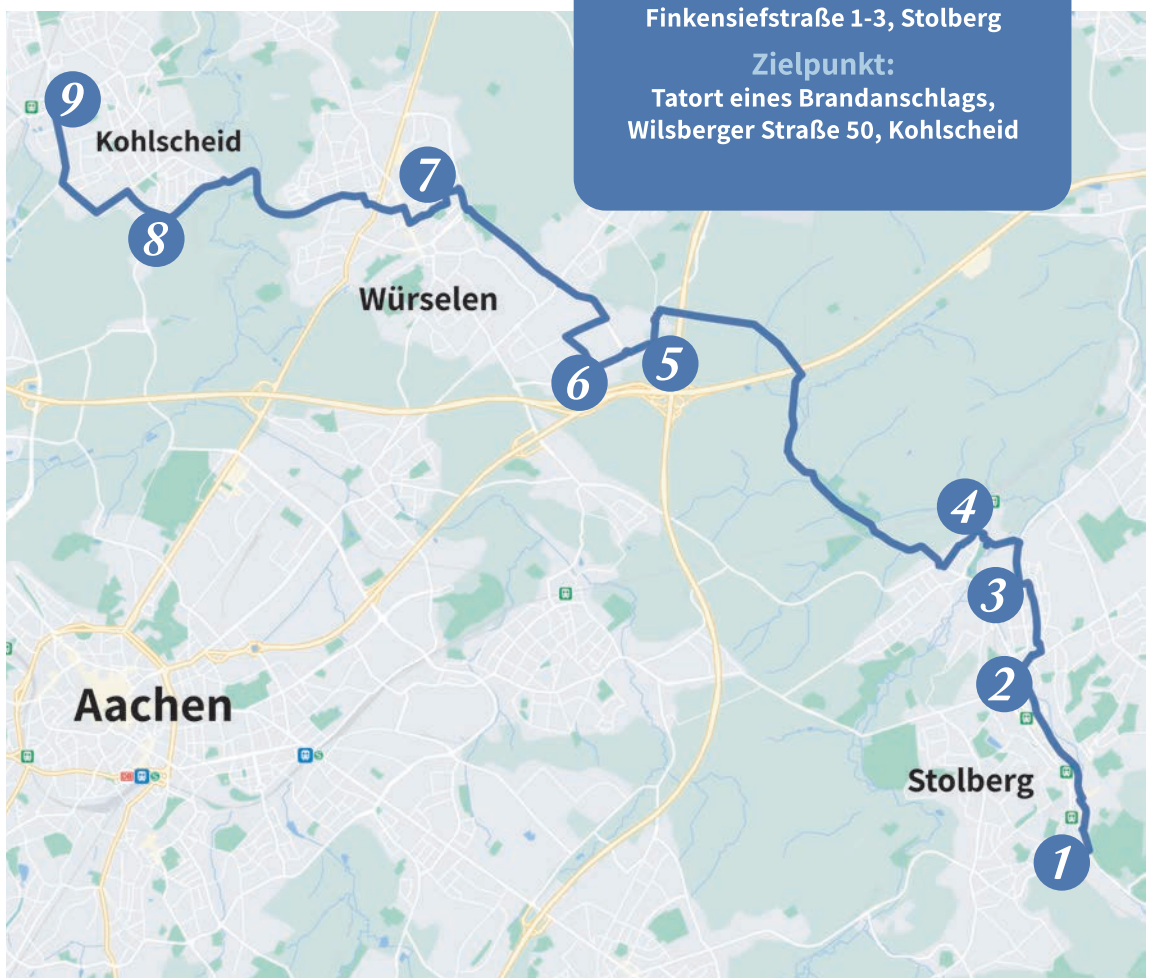 Finkensiefstraße 1-3, Stolberg
Zielpunkt:
Tatort eines Brandanschlags,
Wilsberger Straße 50, Kohlscheid
9
Kohlscheid
7
8
Würselen
5
6
4
3
2
Aachen
Stolberg
1